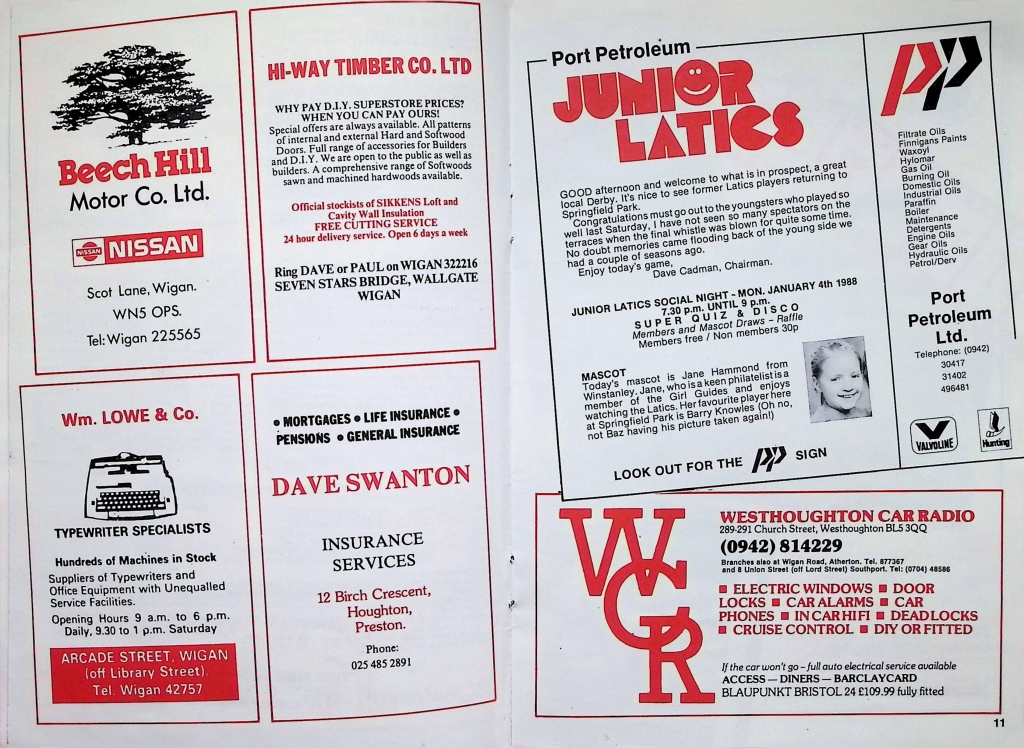 Beech Hill
Motor Co. Ltd.
NISSAN NISSAN
Scot Lane, Wigan.
WN5 OPS.
Tel: Wigan 225565
HI-WAY TIMBER CO. LTD
WHY PAY D.I.Y. SUPERSTORE PRICES?
WHEN YOU CAN PAY OURS!
Special offers are always available. All patterns
of internal and external Hard and Softwood
Doors. Full range of accessories for Builders
and D.I.Y. We are open to the public as well as
builders. A comprehensive range of Softwoods
sawn and machined hardwoods available.
Official stockists of SIKKENS Loft and
Cavity Wall Insulation
FREE CUTTING SERVICE
24 hour delivery service. Open 6 days a week
Ring DAVE or PAUL on WIGAN 322216
SEVEN STARS BRIDGE, WALLGATE
WIGAN
Wm. LOWE & Co.
TYPEWRITER SPECIALISTS
Hundreds of Machines in Stock
Suppliers of Typewriters and
Office Equipment with Unequalled
Service Facilities.
Opening Hours 9 a.m. to 6 p.m.
Daily, 9.30 to 1 p.m. Saturday
ARCADE STREET, WIGAN
(off Library Street).
Tel. Wigan 42757
• MORTGAGES • LIFE INSURANCE •
PENSIONS • GENERAL INSURANCE
DAVE SWANTON
INSURANCE
SERVICES
12 Birch Crescent,
Houghton,
Preston.
Phone:
025 485 2891
Port Petroleum
JUNIOR
LATICS
GOOD afternoon and welcome to what is in prospect, a great
local Derby. It's nice to see former Latics players returning to
Springfield Park.
Congratulations must go out to the youngsters who played so
well last Saturday, I have not seen so many spectators on the
terraces when the final whistle was blown for quite some time.
No doubt memories came flooding back of the young side we
had a couple of seasons ago.
Enjoy today's game,
Dave Cadman, Chairman.
JUNIOR LATICS SOCIAL NIGHT - MON. JANUARY 4th 1988
7.30 p.m. UNTIL 9 p.m.
SUPER QUIZ & DISCO
Members and Mascot Draws – Raffle
Members free / Non members 30p
MASCOT
Today's mascot is Jane Hammond from
Winstanley. Jane, who is a keen philatelist is a
member of the Girl Guides and enjoys
watching the Latics. Her favourite player here
at Springfield Park is Barry Knowles (Oh no,
not Baz having his picture taken again!)
LOOK OUT FOR THE PP SIGN
PP
Filtrate Oils
Finnigans Paints
Waxoyl
Hylomar
Gas Oil
Burning Oil
Domestic Oils
Industrial Oils
Paraffin
Boiler
Maintenance
Detergents
Engine Oils
Gear Oils
Hydraulic Oils
Petrol/Derv
Port
Petroleum
Ltd.
Telephone: (0942)
30417
31402
496481
VALVOLINE
Hunting
WCR
WESTHOUGHTON CAR RADIO
289-291 Church Street, Westhoughton BL5 3QQ
(0942) 814229
Branches also at Wigan Road, Atherton. Tel. 877367
and 8 Union Street (off Lord Street) Southport. Tel: (0704) 48586
■ ELECTRIC WINDOWS ■ DOOR
LOCKS ■ CAR ALARMS ■ CAR
PHONES ■ IN CAR HIFI ■ DEADLOCKS
■ CRUISE CONTROL ■ DIY OR FITTED
If the car won't go – full auto electrical service available
ACCESS — DINERS — BARCLAYCARD
BLAUPUNKT BRISTOL 24 £109.99 fully fitted
11